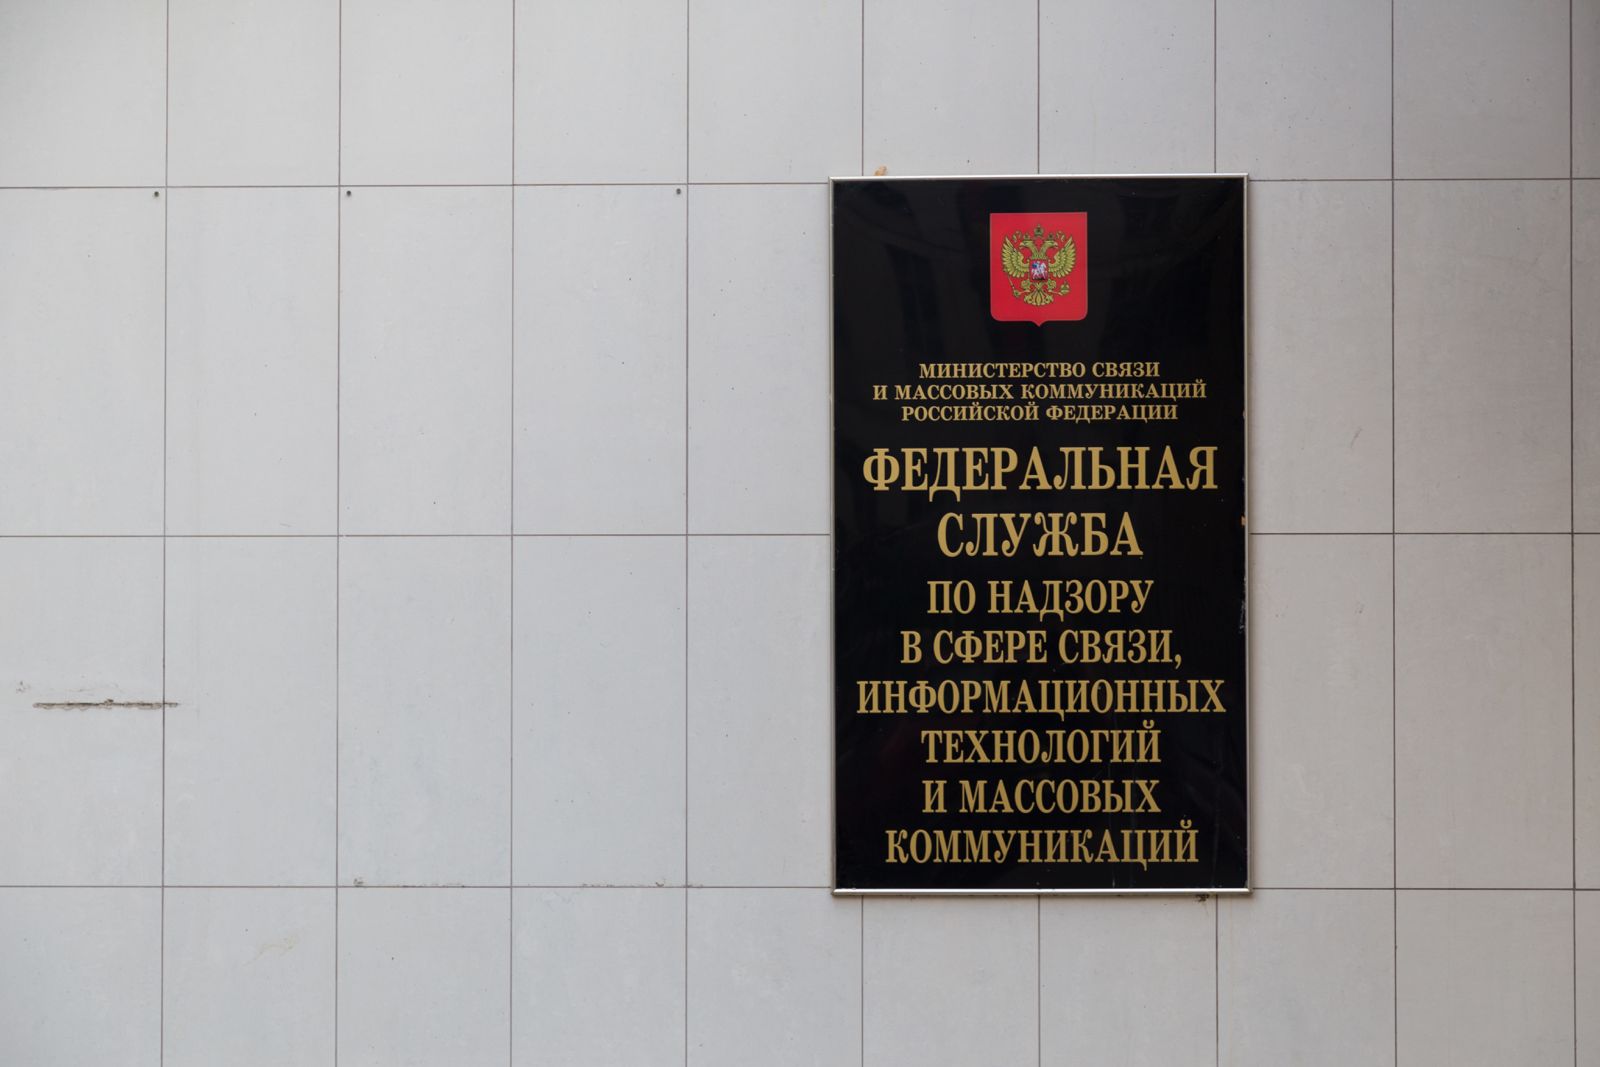 МИНИСТЕРСТВО СВЯЗИ
И МАССОВЫХ КОММУНИКАЦИЙ
РОССИЙСКОЙ ФЕДЕРАЦИИ
ФЕДЕРАЛЬНАЯ
СЛУЖБА
ПО НАДЗОРУ
В СФЕРЕ СВЯЗИ,
ИНФОРМАЦИОННЫХ
ТЕХНОЛОГИЙ
И МАССОВЫХ
КОММУНИКАЦИЙ